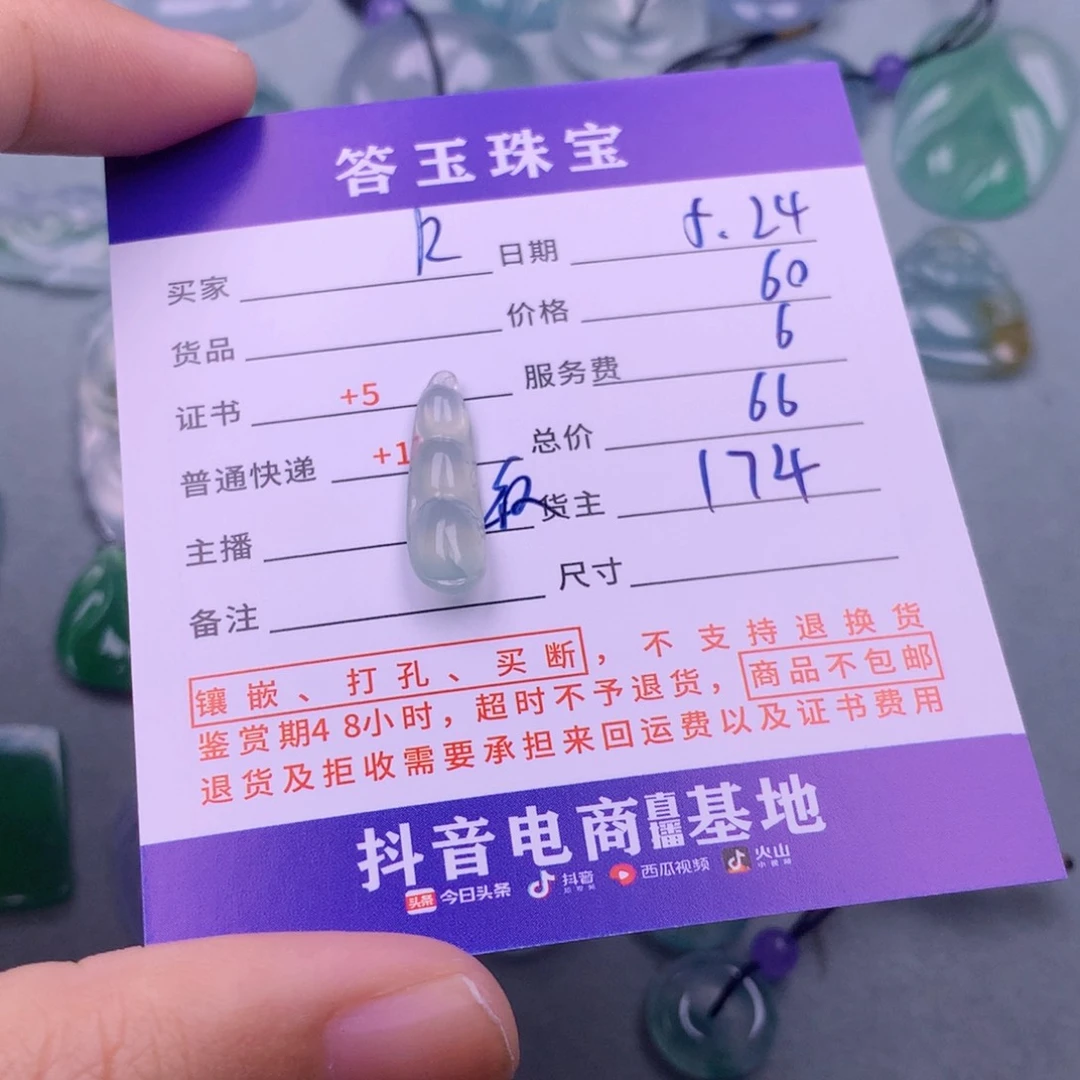 答玉珠宝
买家 R 日期 5.24
货品 价格 60
证书 +5 服务费 6
普通快递 +1 总价 66
主播 货主 174
备注 尺寸
镶嵌、打孔、买断，不支持退换货
鉴赏期4 8小时，超时不予退货，商品不包邮
退货及拒收需要承担来回运费以及证书费用
抖音电商直播基地
头条 今日头条 抖音 西瓜视频 火山